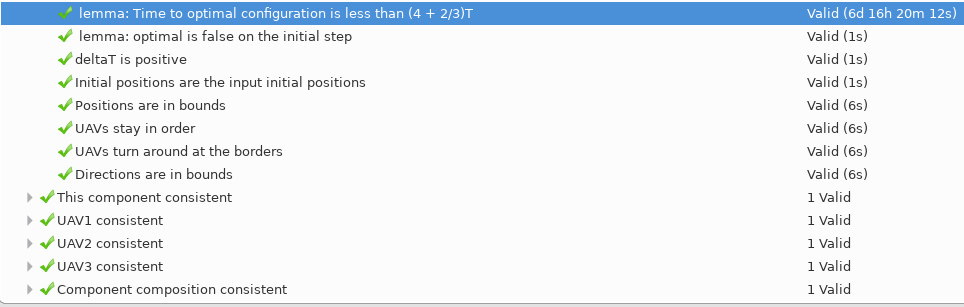 lemma: Time to optimal configuration is less than (4 + 2/3)T Valid (6d 16h 20m 12s)
lemma: optimal is false on the initial step Valid (1s)
deltaT is positive Valid (1s)
Initial positions are the input initial positions Valid (1s)
Positions are in bounds Valid (6s)
UAVs stay in order Valid (6s)
UAVs turn around at the borders Valid (6s)
Directions are in bounds Valid (6s)
This component consistent 1 Valid
UAV1 consistent 1 Valid
UAV2 consistent 1 Valid
UAV3 consistent 1 Valid
Component composition consistent 1 Valid